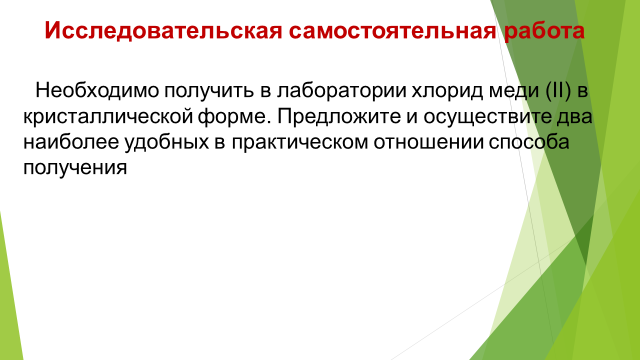 Исследовательская самостоятельная работа
Необходимо получить в лаборатории хлорид меди (II) в
кристаллической форме. Предложите и осуществите два
наиболее удобных в практическом отношении способа
получения